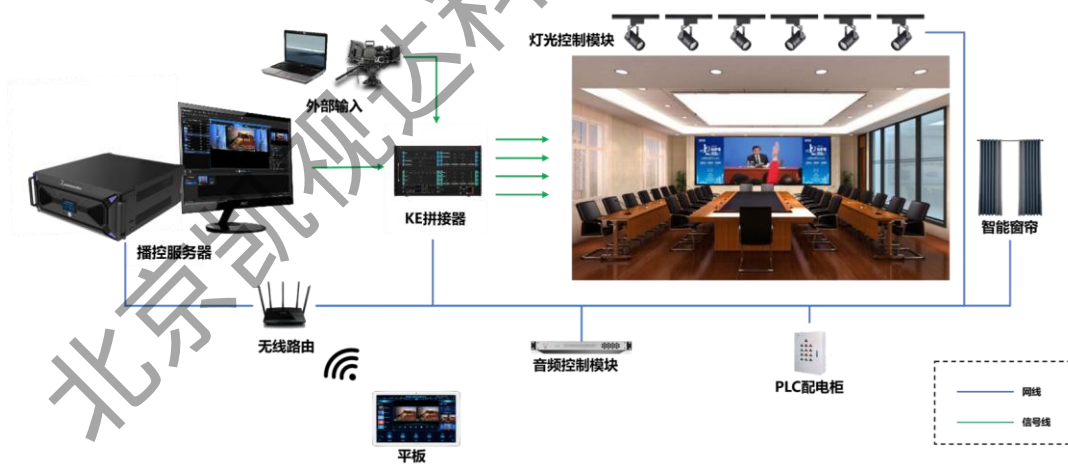 灯光控制模块
外部输入
KE拼接器
智能窗帘
播控服务器
无线路由
音频控制模块
PLC配电柜
平板
网线
信号线
北京凯视达科